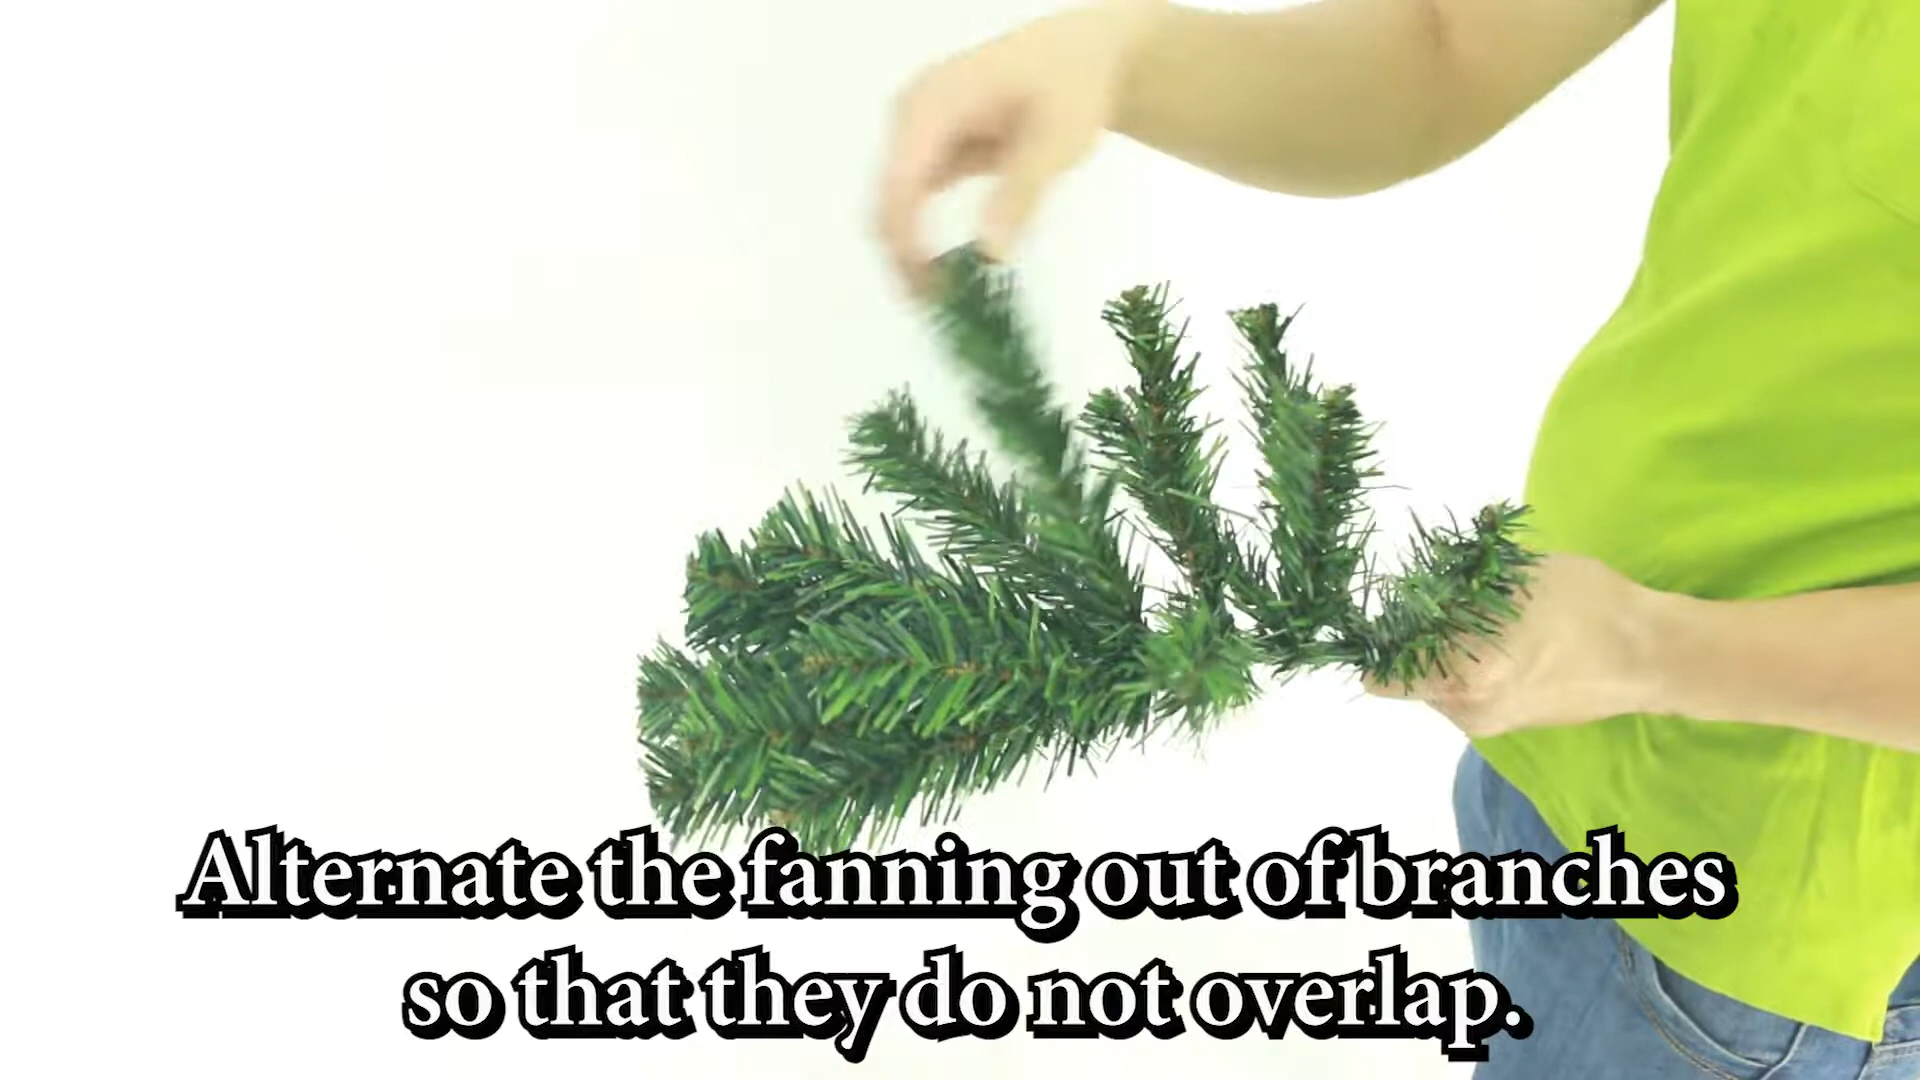 Alternate the fanning out of branches
so that they do not overlap.